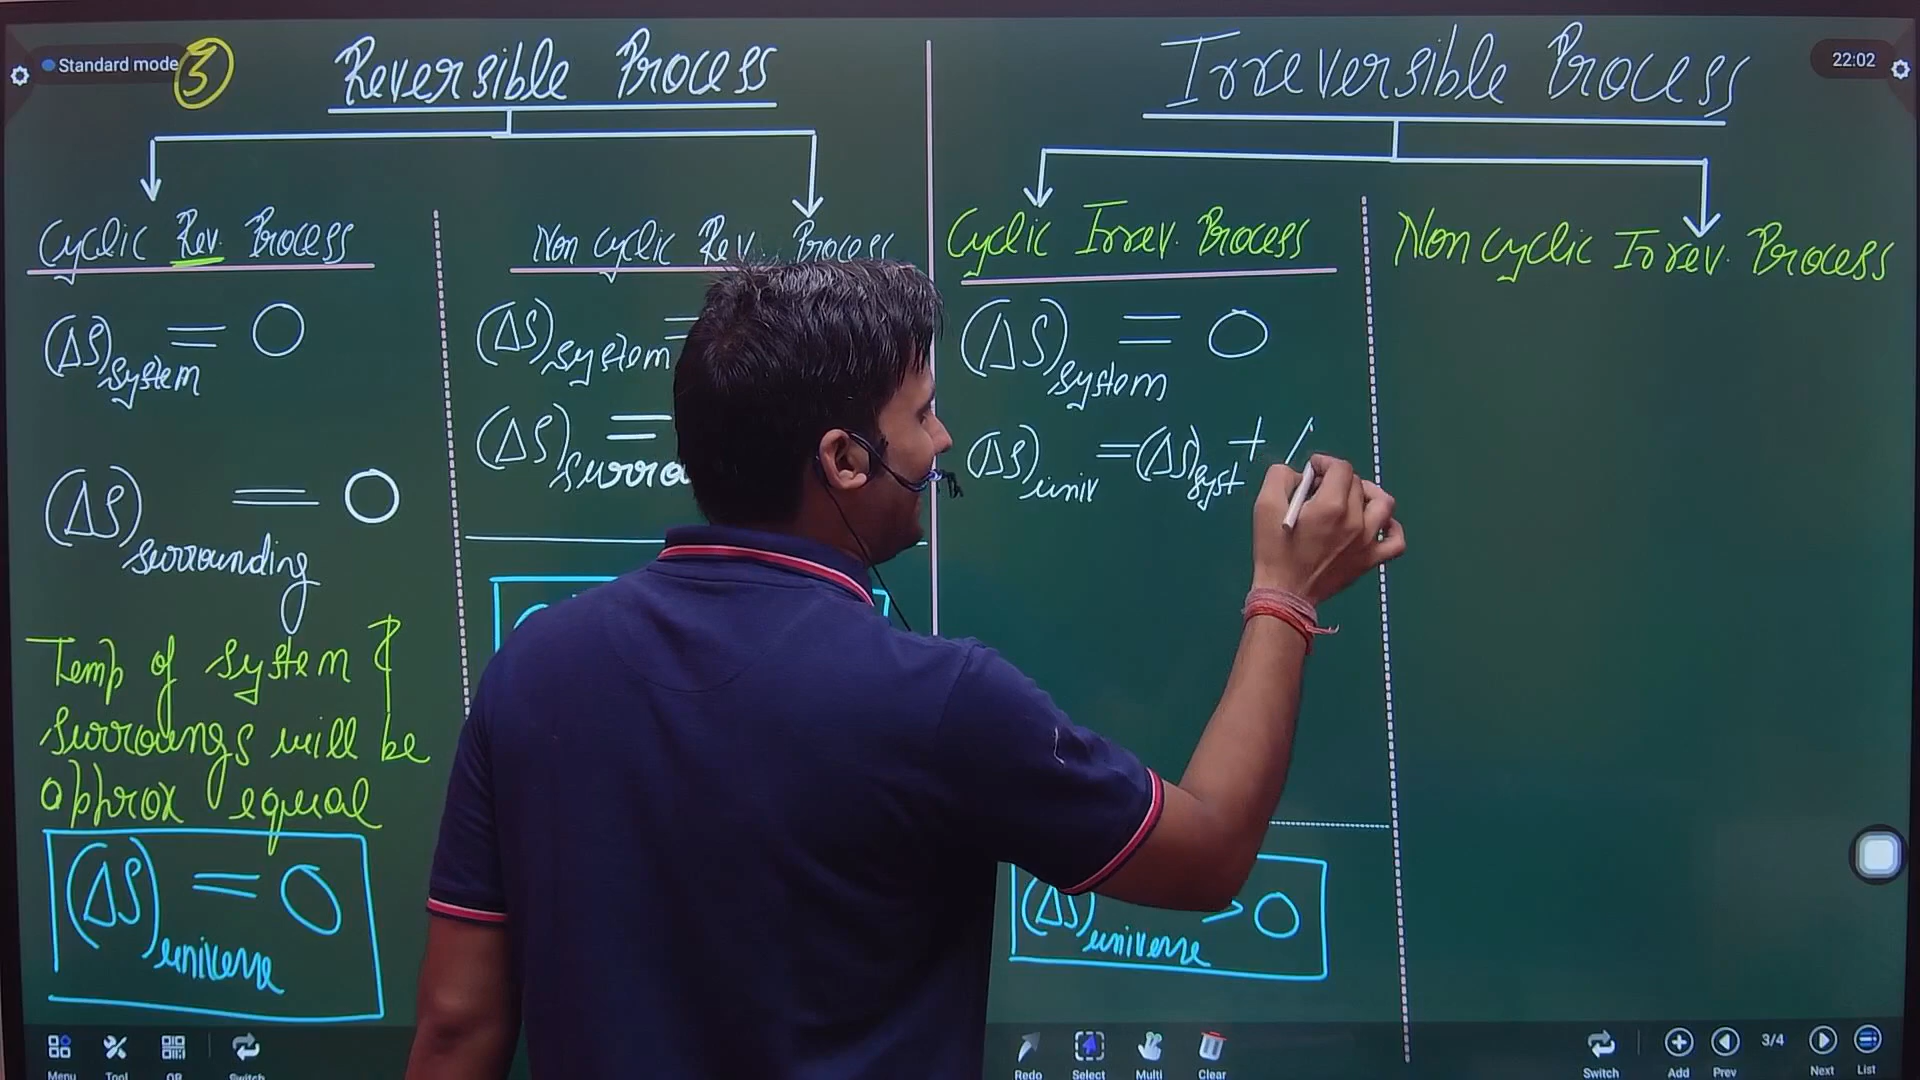 Standard mode
3
Reversible Process
Irreversible Process
22:02
Cyclic Rev. Process
(ΔS)system = 0
(ΔS)surrounding = 0
Temp of system &
surroungs will be
approx equal
(ΔS)universe = 0
Non Cyclic Rev. Process
(ΔS)system =
(ΔS) =
Cyclic Irrev. Process
(ΔS)system = 0
(ΔS)univ = (ΔS)syst + (
(ΔS)universe > 0
Non cyclic Irrev. Process
Menu
Tool
QR
Switch
Redo
Select
Multi
Clear
Switch
Add
Prev
3/4
Next
List